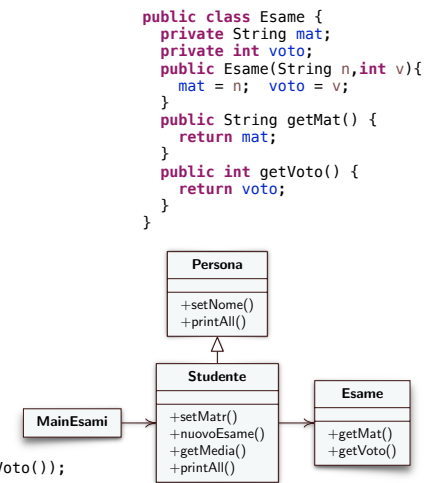 public class Esame {
private String mat;
private int voto;
public Esame(String n,int v){
mat = n; voto = v;
}
public String getMat() {
return mat;
}
public int getVoto() {
return voto;
}
}
Persona
+setNome()
+printAll()
Studente
+setMatr()
+nuovoEsame()
+getMedia()
+printAll()
MainEsami
Esame
+getMat()
+getVoto()
Voto());